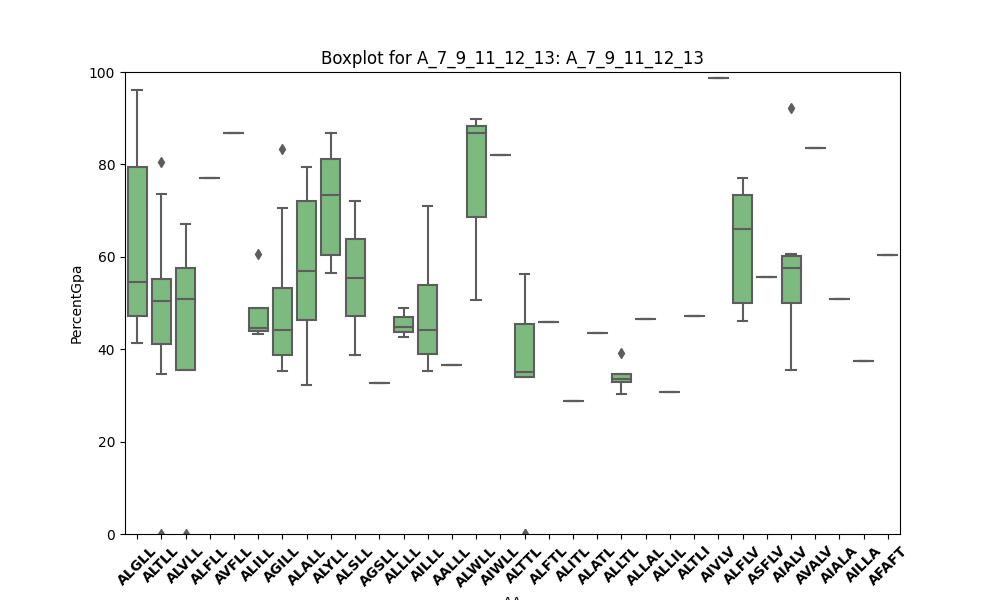 Boxplot for A_7_9_11_12_13: A_7_9_11_12_13
100
80
60
40
20
0
PercentGpa
ALGLL
ALTLL
ALVLL
ALFLL
AVFLL
ALILL
AGILL
ALALL
ALYLL
ALSLL
AGSLL
ALLLL
AILLL
AALLL
ALWLL
AIWLL
ALTTL
ALFTL
ALITL
ALATL
ALLTL
ALLAL
ALLIL
ALTLI
AIVLV
ALFLV
ASFLV
AIALV
AVALV
AIALA
AILLA
AFAFT